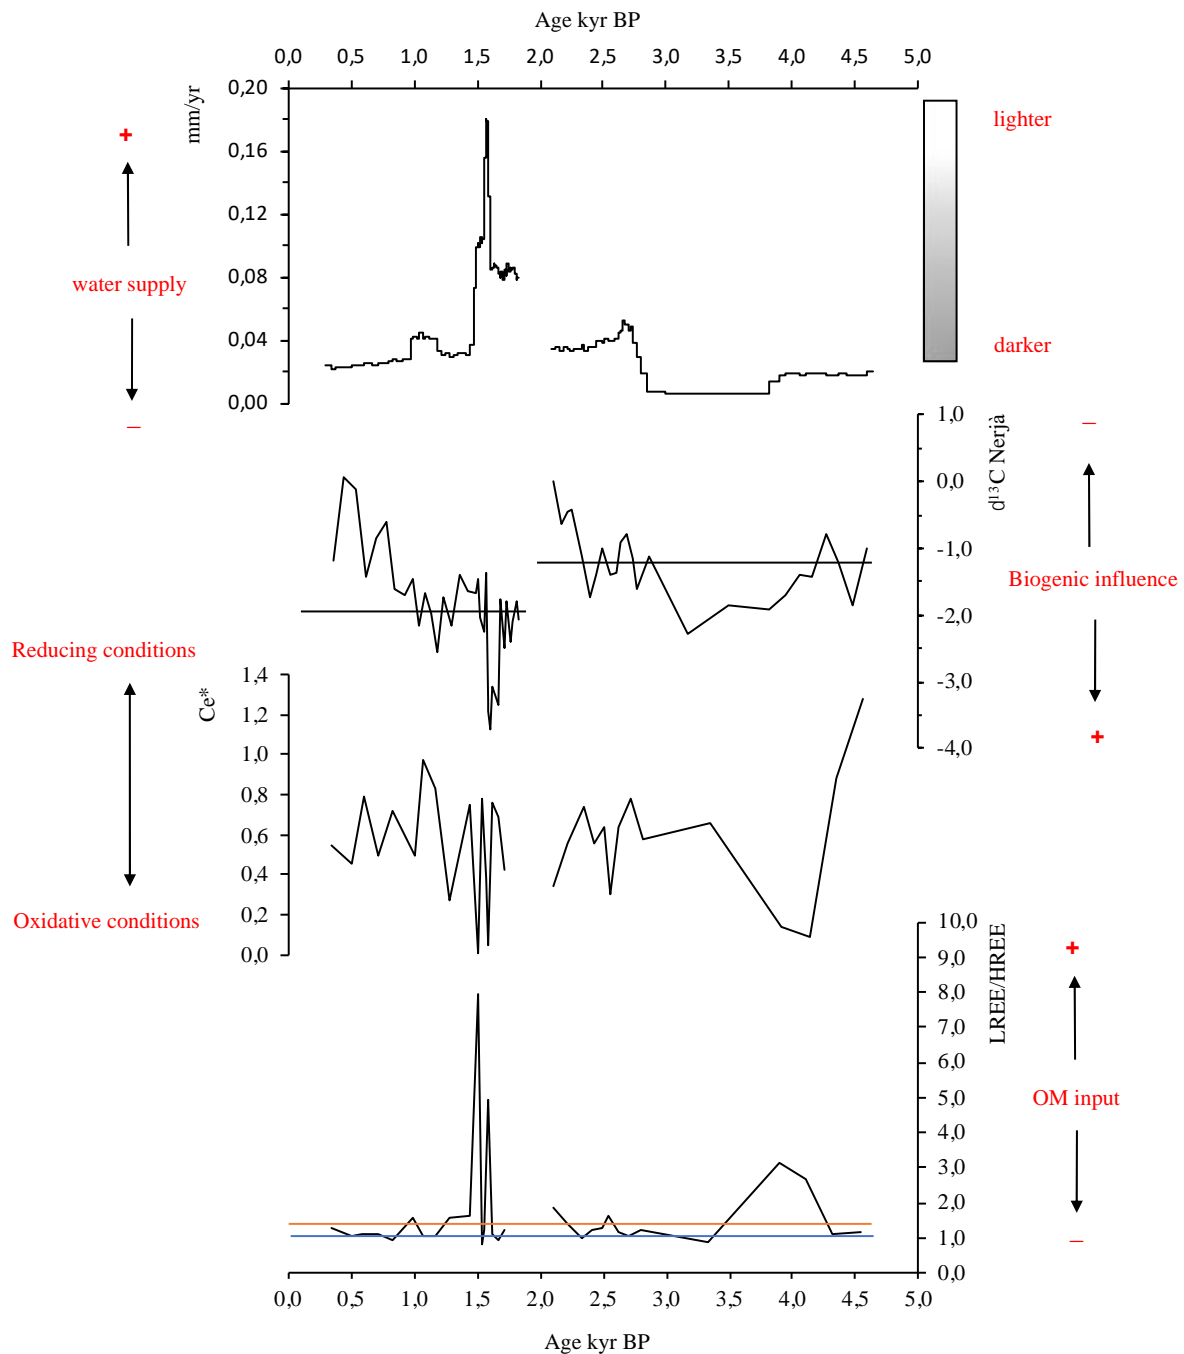 Age kyr BP
0,0 0,5 1,0 1,5 2,0 2,5 3,0 3,5 4,0 4,5 5,0
mm/yr
0,20
0,16
0,12
0,08
0,04
0,00
+
water supply
–
lighter
darker
1,0
0,0
-1,0
-2,0
-3,0
-4,0
d¹³C Nerjà
–
Biogenic influence
+
Reducing conditions
Oxidative conditions
Ce*
1,4
1,2
1,0
0,8
0,6
0,4
0,2
0,0
10,0
9,0
8,0
7,0
6,0
5,0
4,0
3,0
2,0
1,0
0,0
LREE/HREE
+
OM input
–
0,0 0,5 1,0 1,5 2,0 2,5 3,0 3,5 4,0 4,5 5,0
Age kyr BP